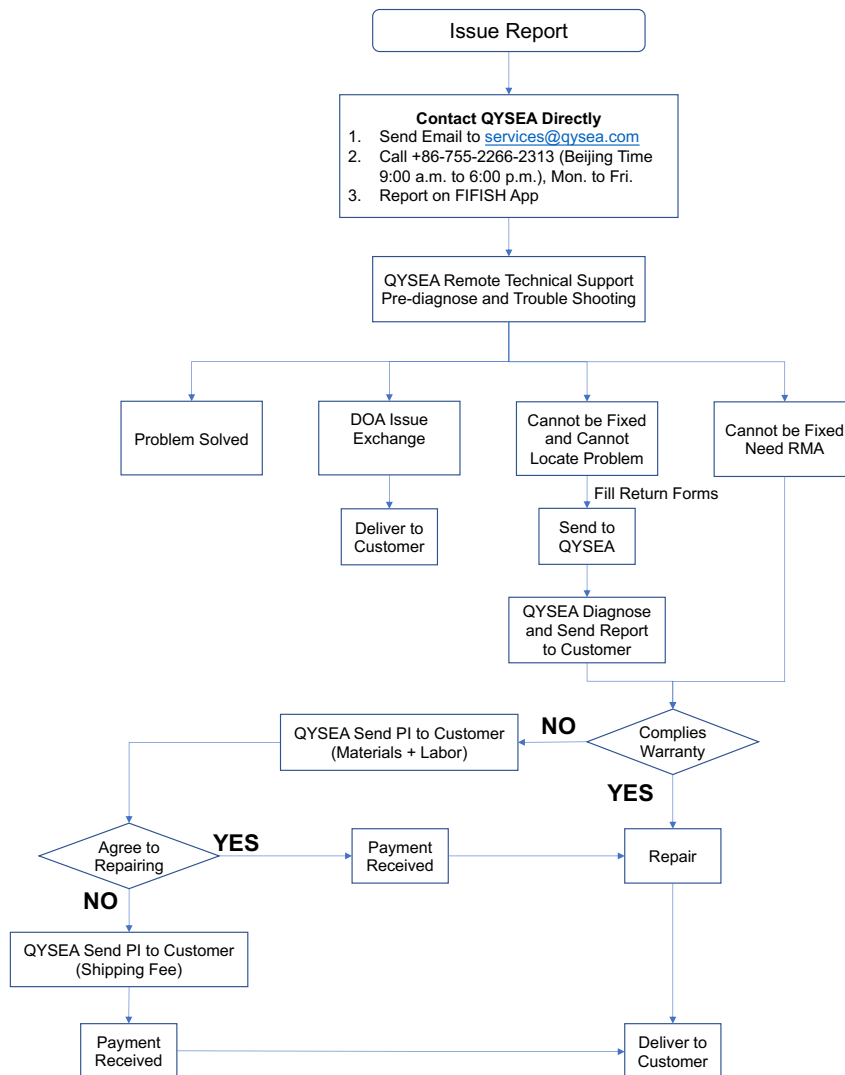 Issue Report
Contact QYSEA Directly
1. Send Email to services@qysea.com
2. Call +86-755-2266-2313 (Beijing Time
9:00 a.m. to 6:00 p.m.), Mon. to Fri.
3. Report on FIFISH App
QYSEA Remote Technical Support
Pre-diagnose and Trouble Shooting
Problem Solved
DOA Issue
Exchange
Cannot be Fixed
and Cannot
Locate Problem
Cannot be Fixed
Need RMA
Fill Return Forms
Deliver to
Customer
Send to
QYSEA
QYSEA Diagnose
and Send Report
to Customer
QYSEA Send PI to Customer
(Materials + Labor)
NO
Complies
Warranty
YES
Agree to
Repairing
YES
Payment
Received
Repair
NO
QYSEA Send PI to Customer
(Shipping Fee)
Payment
Received
Deliver to
Customer